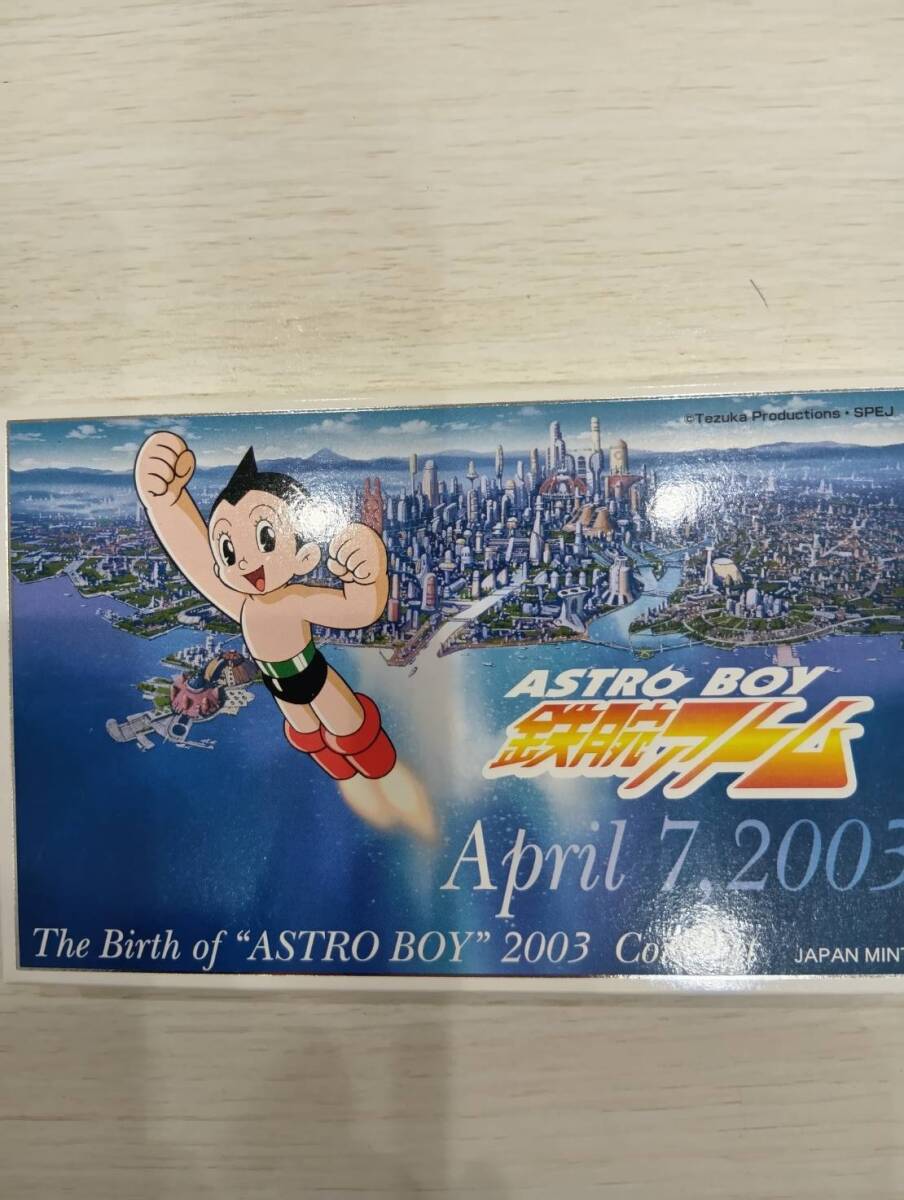 ©Tezuka Productions・SPEJ
ASTRO BOY
鉄腕アトム
April 7, 2003
The Birth of “ASTRO BOY” 2003
JAPAN MINT